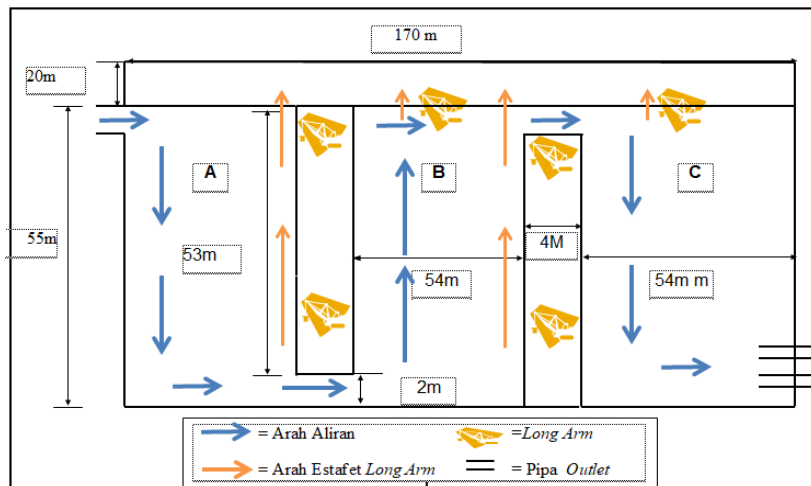 170 m
20m
A
B
C
55m
53m
4M
54m
54m m
2m
= Arah Aliran
=Long Arm
= Arah Estafet Long Arm
= Pipa Outlet